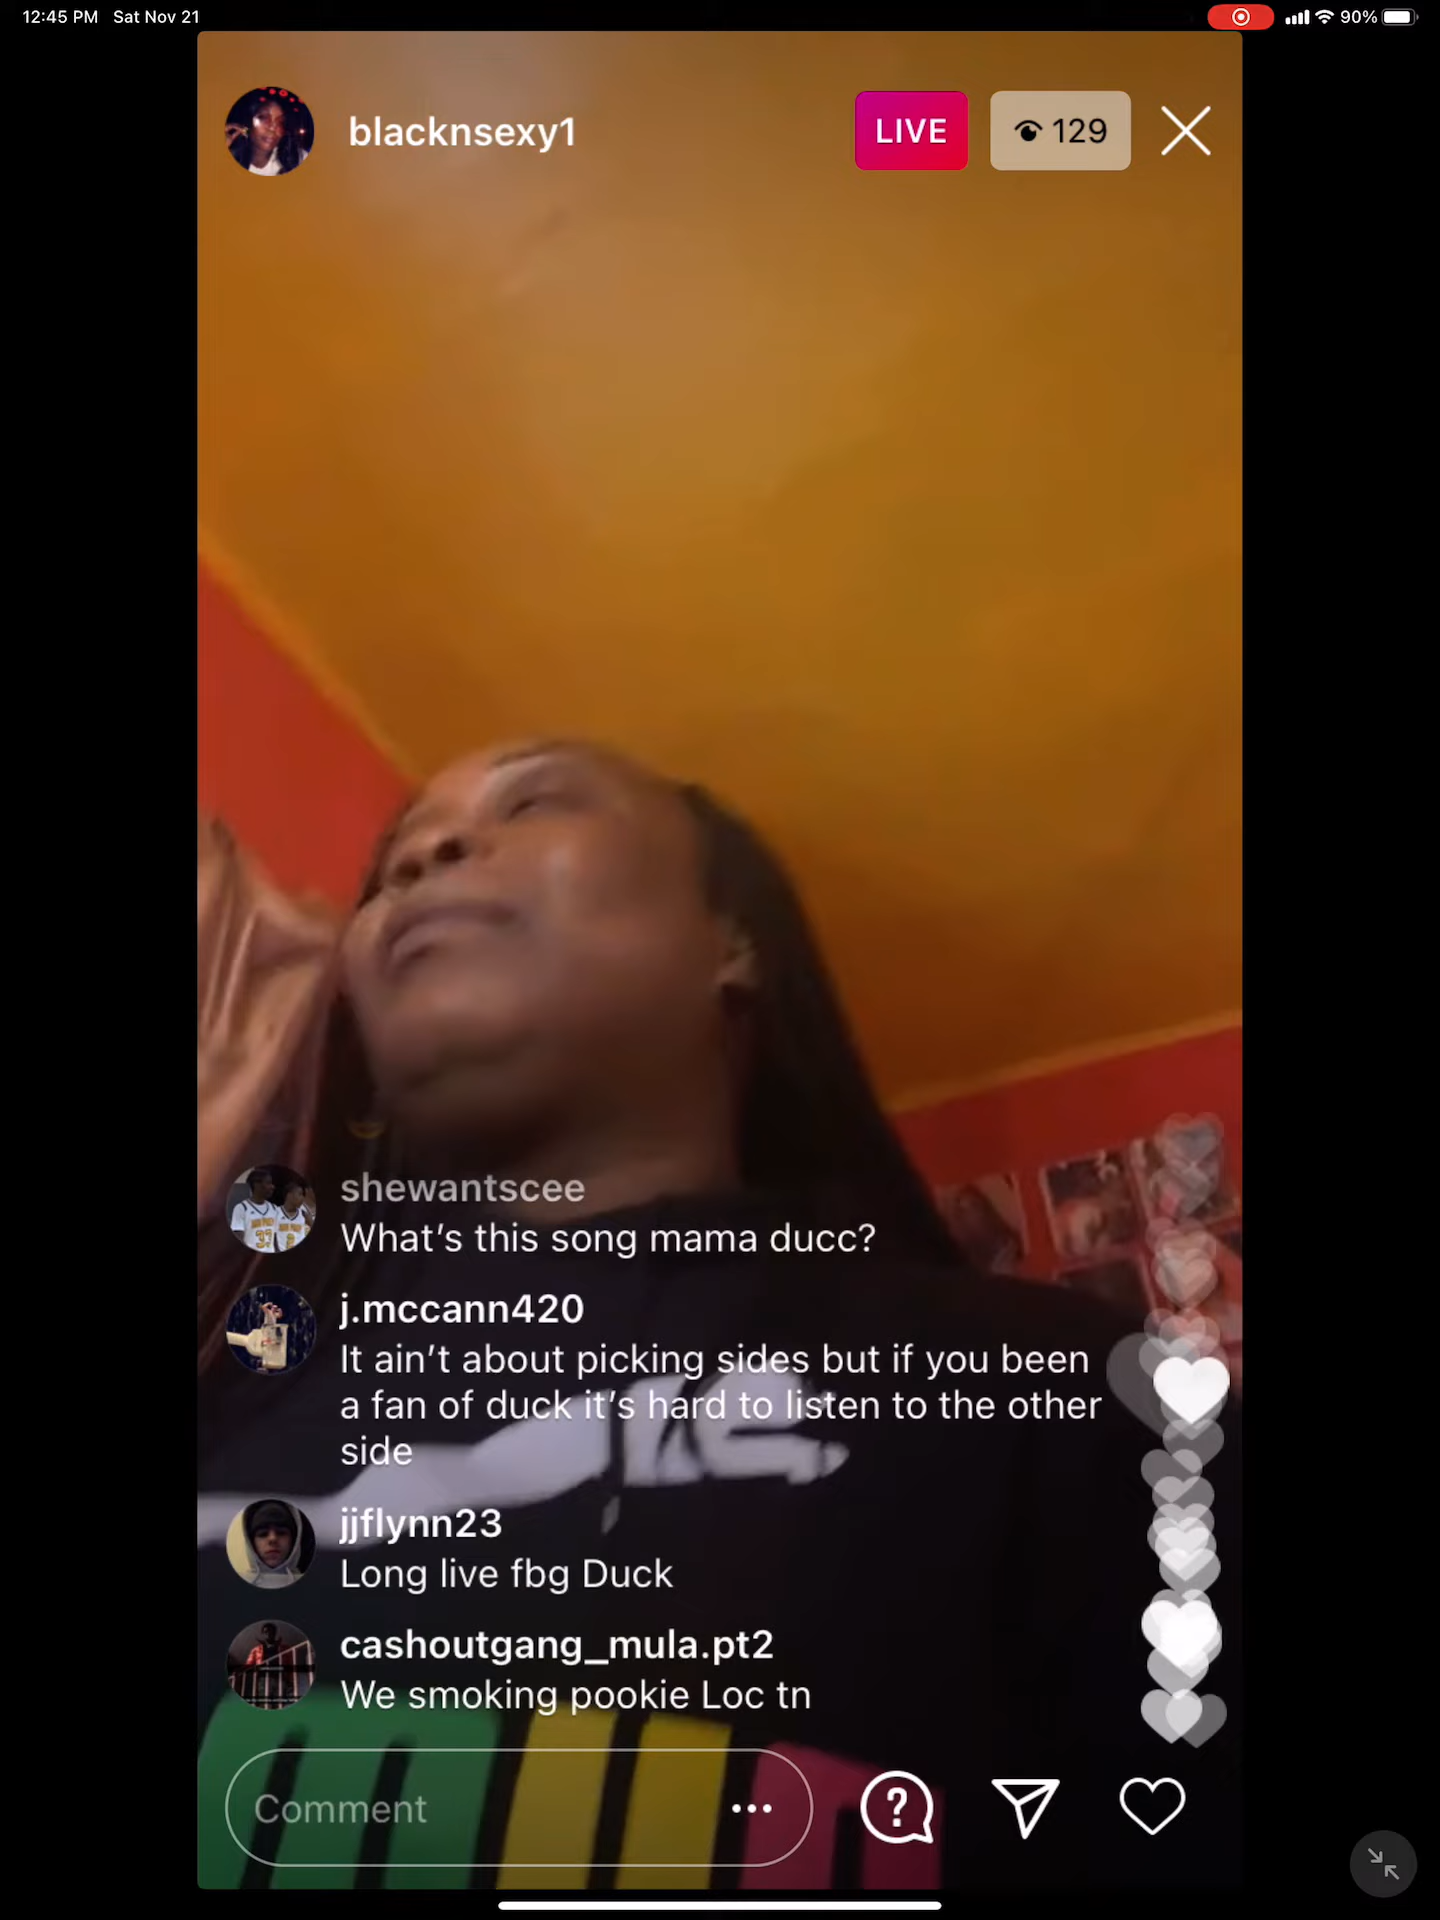 12:45 PM Sat Nov 21
90%
blacknsexy1
LIVE
129
shewantscee
What's this song mama ducc?
j.mccann420
It ain't about picking sides but if you been
a fan of duck it's hard to listen to the other
side
jjflynn23
Long live fbg Duck
cashoutgang_mula.pt2
We smoking pookie Loc tn
Comment